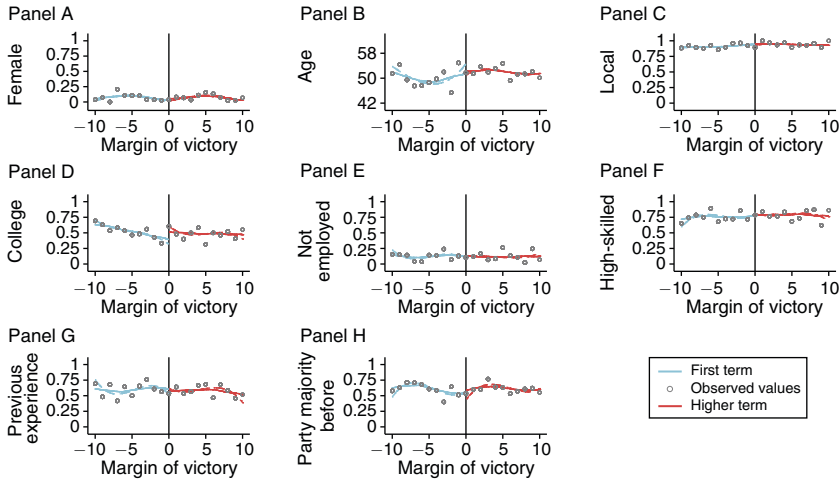 Panel A
Female
1
0.75
0.5
0.25
0
−10 −5 0 5 10
Margin of victory
Panel B
Age
58
50
42
−10 −5 0 5 10
Margin of victory
Panel C
Local
1
0.75
0.5
0.25
0
−10 −5 0 5 10
Margin of victory
Panel D
College
1
0.75
0.5
0.25
0
−10 −5 0 5 10
Margin of victory
Panel E
Not
employed
1
0.75
0.5
0.25
0
−10 −5 0 5 10
Margin of victory
Panel F
High-skilled
1
0.75
0.5
0.25
0
−10 −5 0 5 10
Margin of victory
Panel G
Previous
experience
1
0.75
0.5
0.25
0
−10 −5 0 5 10
Margin of victory
Panel H
Party majority
before
1
0.75
0.5
0.25
0
−10 −5 0 5 10
Margin of victory
First term
Observed values
Higher term